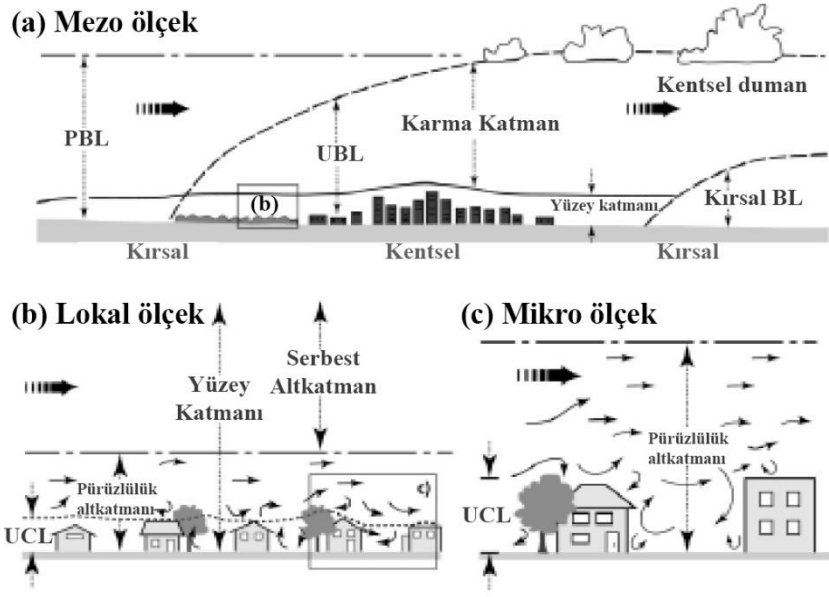 (a) Mezo ölçek
Kentsel duman
PBL
UBL
Karma Katman
(b)
Yüzey katmanı
Kırsal BL
Kırsal
Kentsel
Kırsal
(b) Lokal ölçek
Yüzey
Katmanı
Serbest
Altkatman
Pürüzlülük
altkatmanı
UCL
c)
(c) Mikro ölçek
Pürüzlülük
altkatmanı
UCL